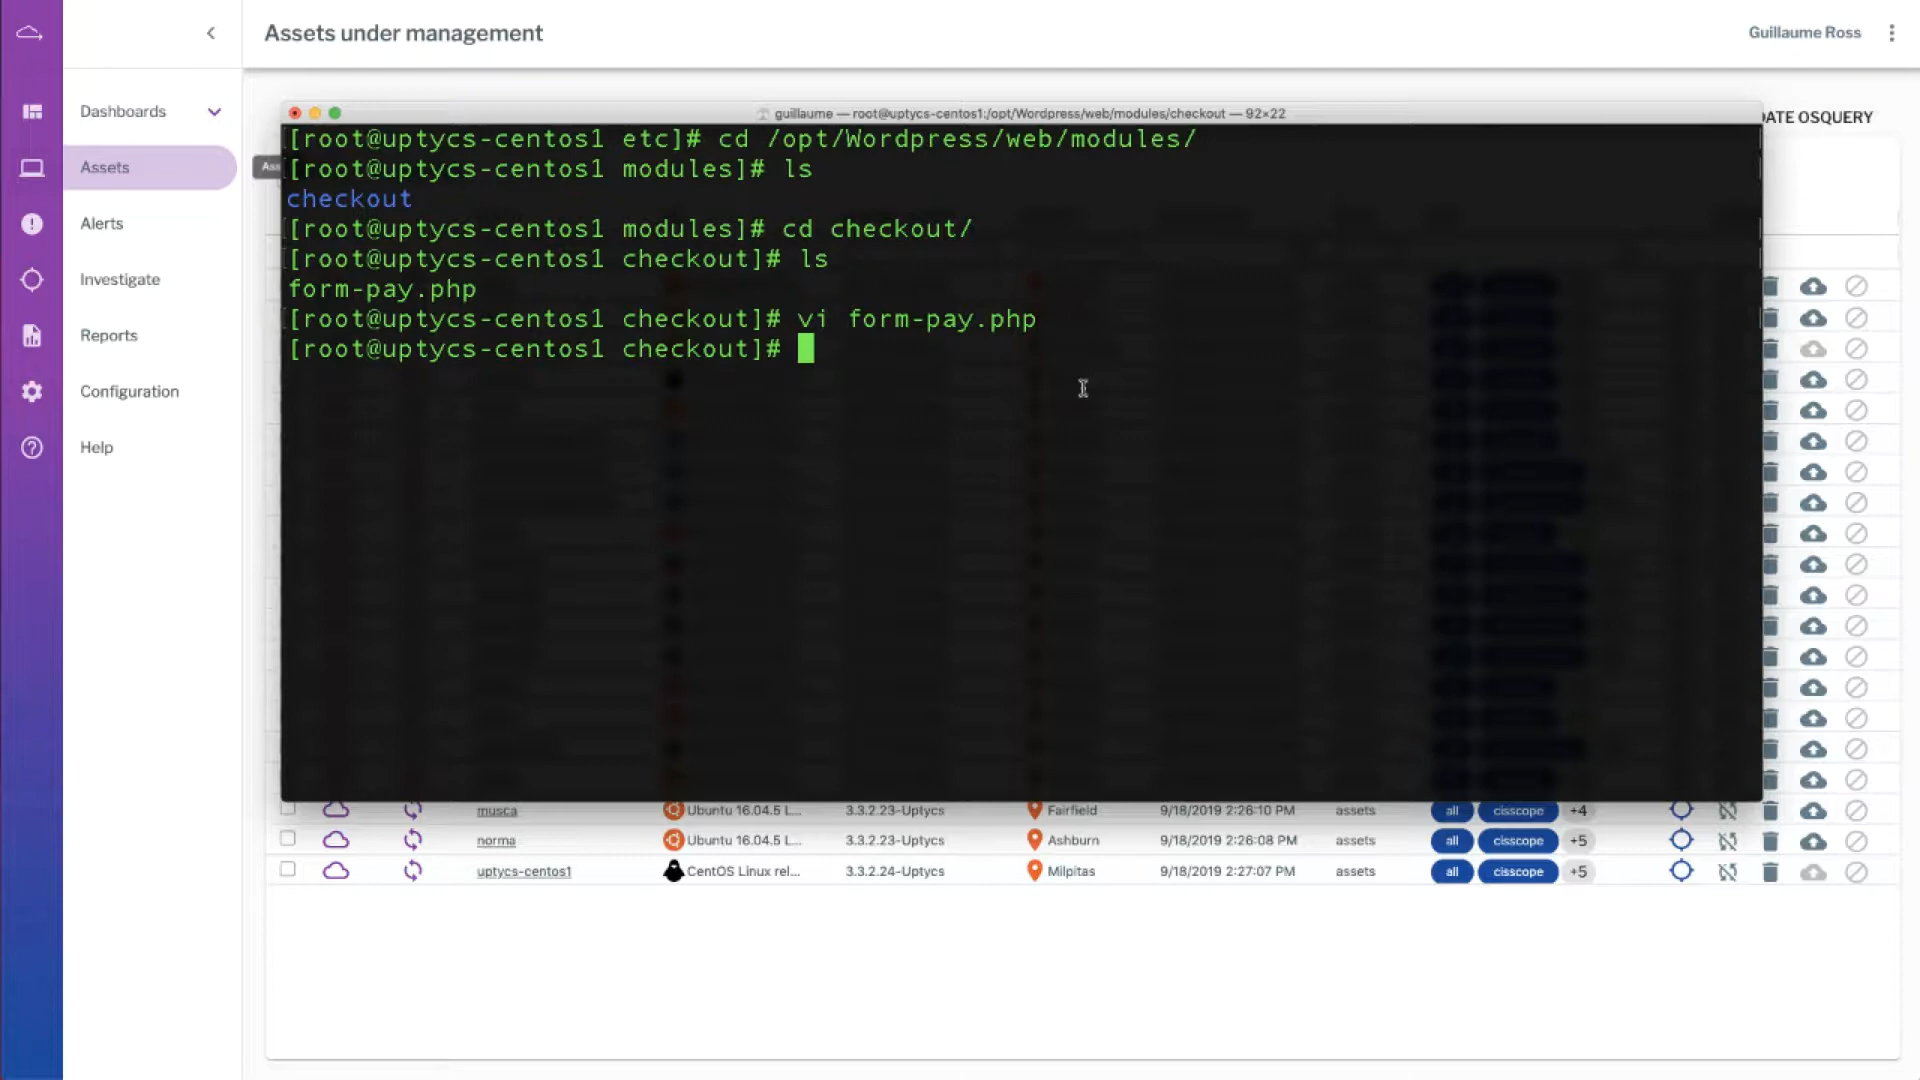 Assets under management
Guillaume Ross
Dashboards
Assets
Alerts
Investigate
Reports
Configuration
Help
guillaume — root@uptycs-centos1:/opt/Wordpress/web/modules/checkout — 92×22
DATE OSQUERY
[root@uptycs-centos1 etc]# cd /opt/Wordpress/web/modules/
[root@uptycs-centos1 modules]# ls
checkout
[root@uptycs-centos1 modules]# cd checkout/
[root@uptycs-centos1 checkout]# ls
form-pay.php
[root@uptycs-centos1 checkout]# vi form-pay.php
[root@uptycs-centos1 checkout]#
musca Ubuntu 16.04.5 L... 3.3.2.23-Uptycs Fairfield 9/18/2019 2:26:10 PM assets all cisscope +4
norma Ubuntu 16.04.5 L... 3.3.2.23-Uptycs Ashburn 9/18/2019 2:26:08 PM assets all cisscope +5
uptycs-centos1 CentOS Linux rel... 3.3.2.24-Uptycs Milpitas 9/18/2019 2:27:07 PM assets all cisscope +5